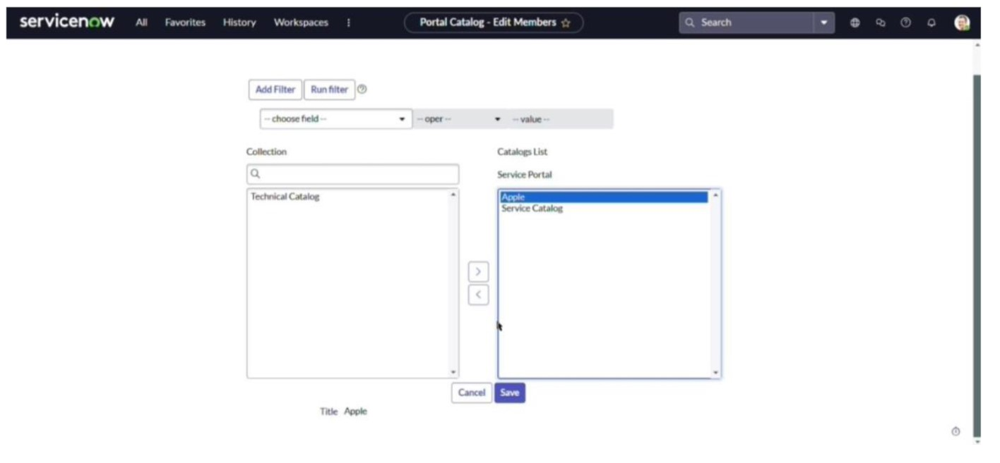 servicenow All Favorites History Workspaces Portal Catalog - Edit Members Search
Add Filter Run filter
-- choose field -- -- oper -- -- value --
Collection Catalogs List
Service Portal
Technical Catalog Apple
Service Catalog
Cancel Save
Title Apple